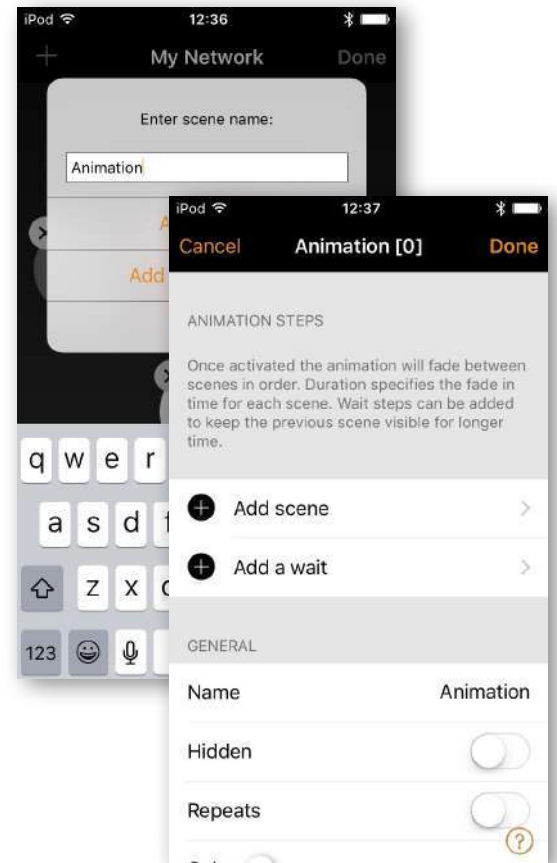 iPod 12:36
+ My Network Done
Enter scene name:
Animation
Add
q w e r
a s d
z x
123
iPod 12:37
Cancel Animation [0] Done
ANIMATION STEPS
Once activated the animation will fade between
scenes in order. Duration specifies the fade in
time for each scene. Wait steps can be added
to keep the previous scene visible for longer
time.
Add scene
Add a wait
GENERAL
Name Animation
Hidden
Repeats
?